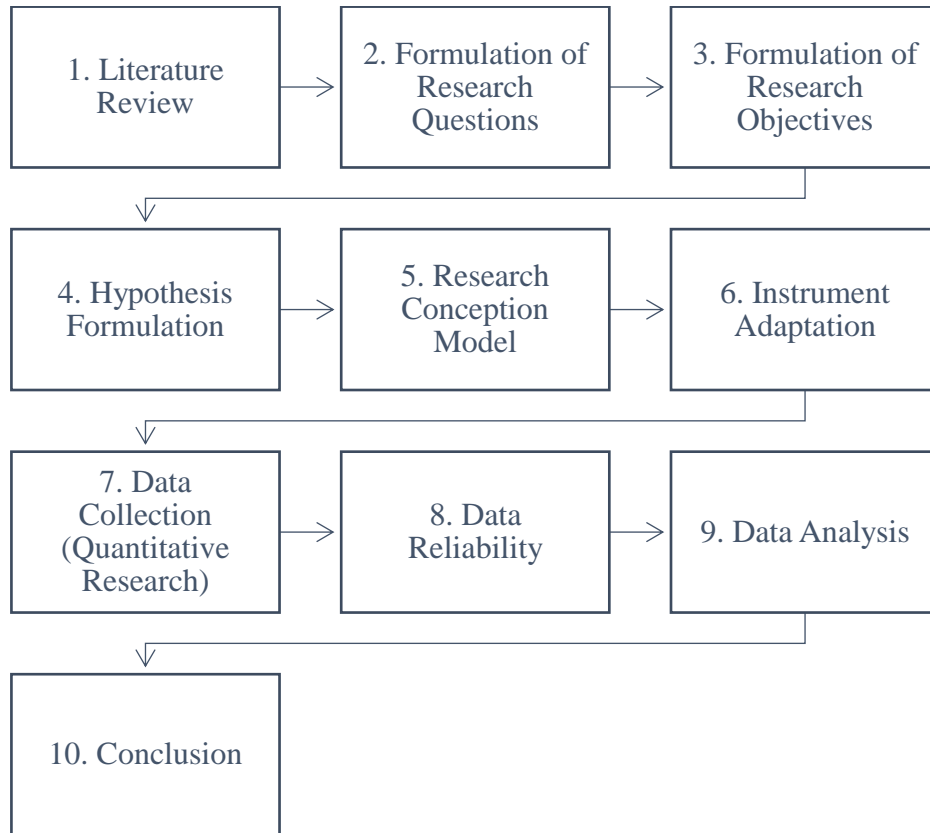 1. Literature
Review
2. Formulation of
Research
Questions
3. Formulation of
Research
Objectives
4. Hypothesis
Formulation
5. Research
Conception
Model
6. Instrument
Adaptation
7. Data
Collection
(Quantitative
Research)
8. Data
Reliability
9. Data Analysis
10. Conclusion